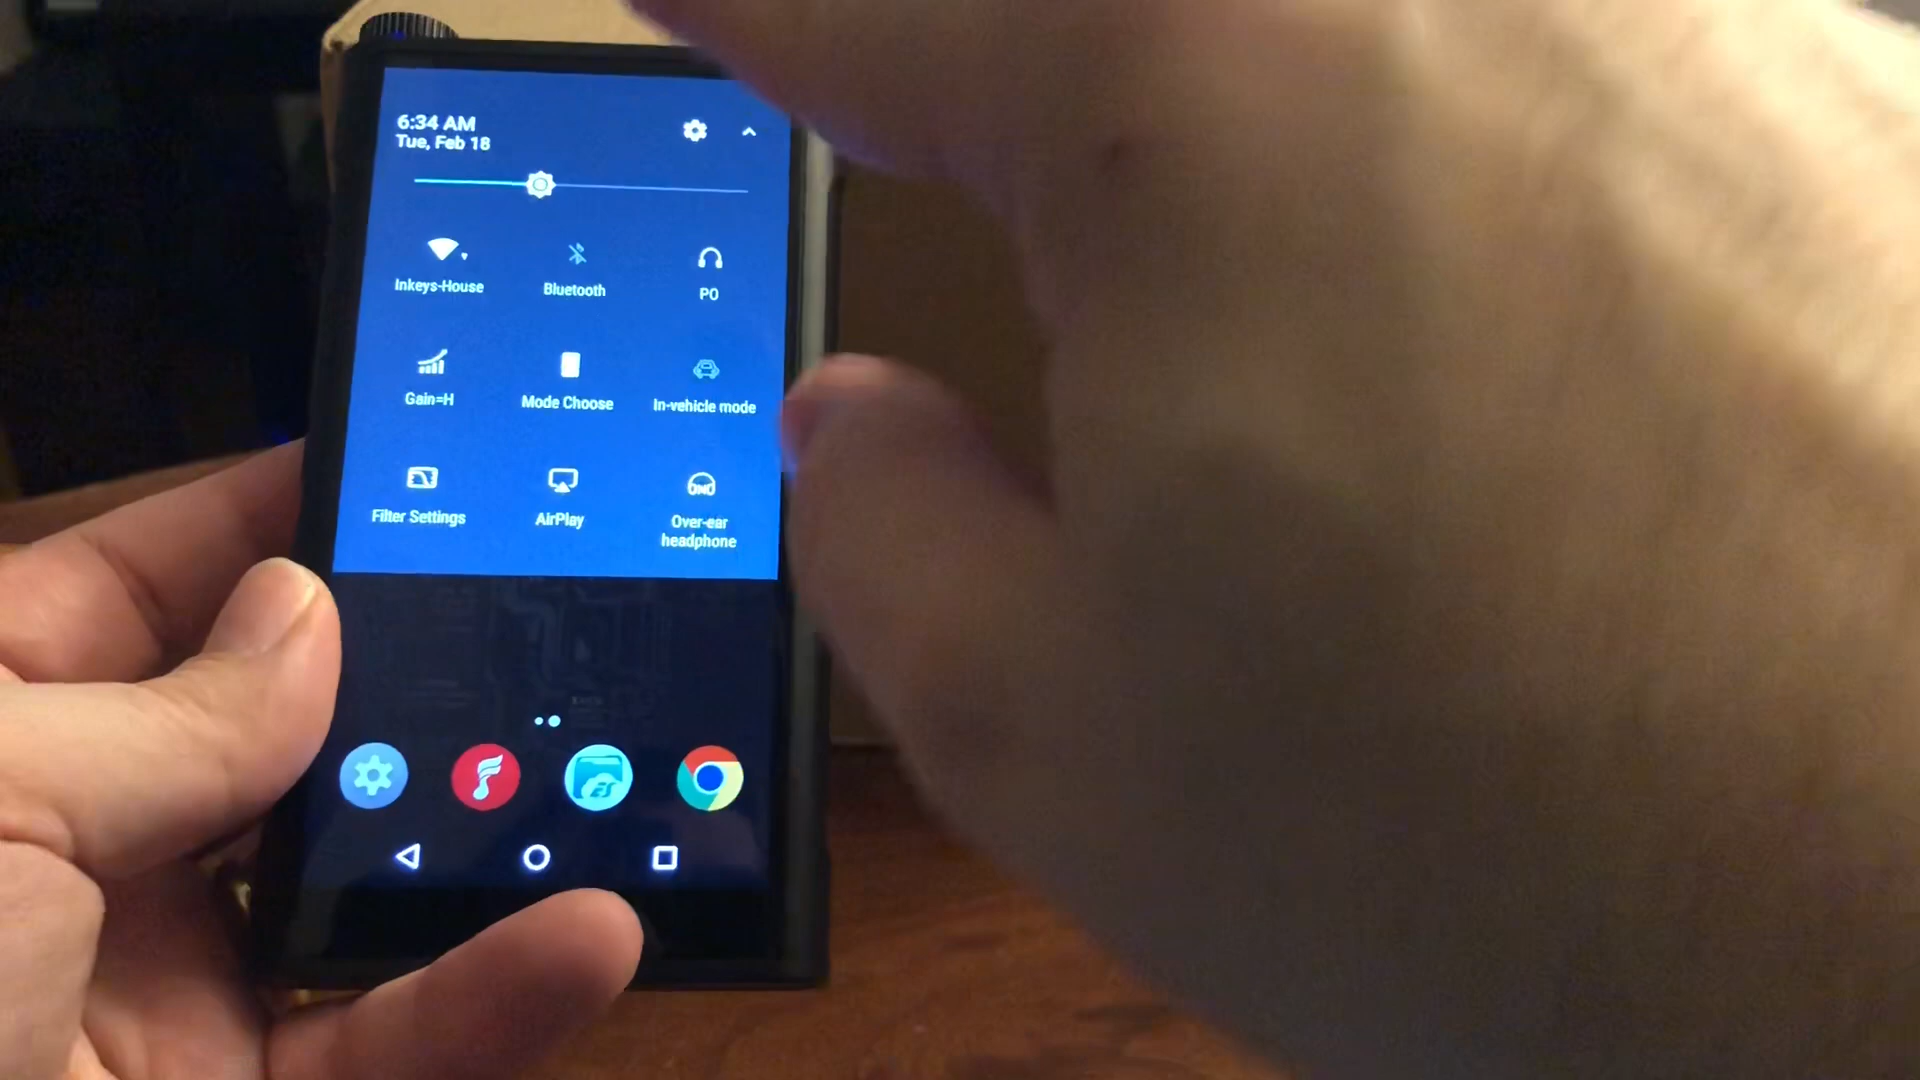 6:34 AM
Tue, Feb 18
Inkeys-House
Bluetooth
PO
Gain=H
Mode Choose
In-vehicle mode
Filter Settings
AirPlay
Over-ear
headphone